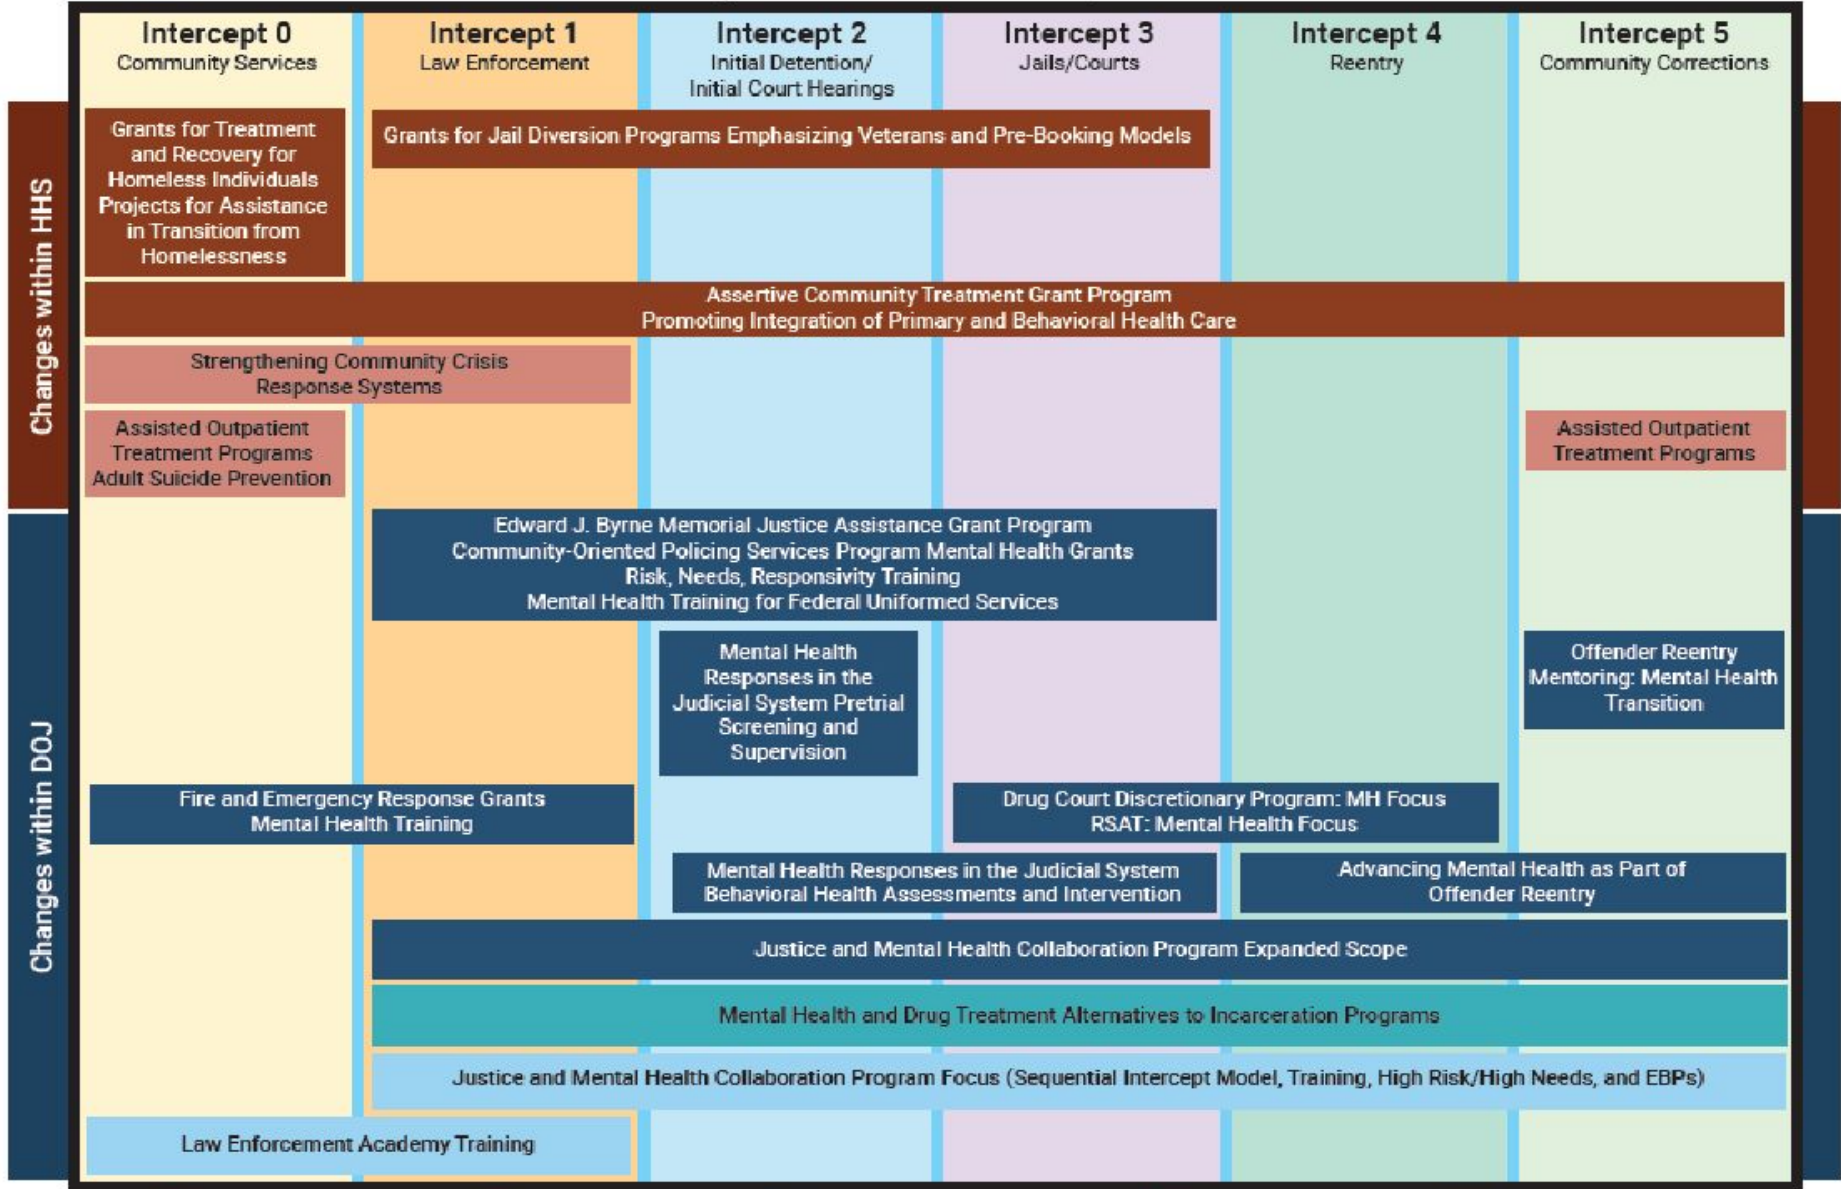 Intercept 0
Community Services
Intercept 1
Law Enforcement
Intercept 2
Initial Detention/
Initial Court Hearings
Intercept 3
Jails/Courts
Intercept 4
Reentry
Intercept 5
Community Corrections
Changes within HHS
Grants for Treatment
and Recovery for
Homeless Individuals
Projects for Assistance
in Transition from
Homelessness
Grants for Jail Diversion Programs Emphasizing Veterans and Pre-Booking Models
Assertive Community Treatment Grant Program
Promoting Integration of Primary and Behavioral Health Care
Strengthening Community Crisis
Response Systems
Assisted Outpatient
Treatment Programs
Adult Suicide Prevention
Assisted Outpatient
Treatment Programs
Changes within DOJ
Edward J. Byrne Memorial Justice Assistance Grant Program
Community-Oriented Policing Services Program Mental Health Grants
Risk, Needs, Responsivity Training
Mental Health Training for Federal Uniformed Services
Mental Health
Responses in the
Judicial System Pretrial
Screening and
Supervision
Offender Reentry
Mentoring: Mental Health
Transition
Fire and Emergency Response Grants
Mental Health Training
Drug Court Discretionary Program: MH Focus
RSAT: Mental Health Focus
Mental Health Responses in the Judicial System
Behavioral Health Assessments and Intervention
Advancing Mental Health as Part of
Offender Reentry
Justice and Mental Health Collaboration Program Expanded Scope
Mental Health and Drug Treatment Alternatives to Incarceration Programs
Justice and Mental Health Collaboration Program Focus (Sequential Intercept Model, Training, High Risk/High Needs, and EBPs)
Law Enforcement Academy Training